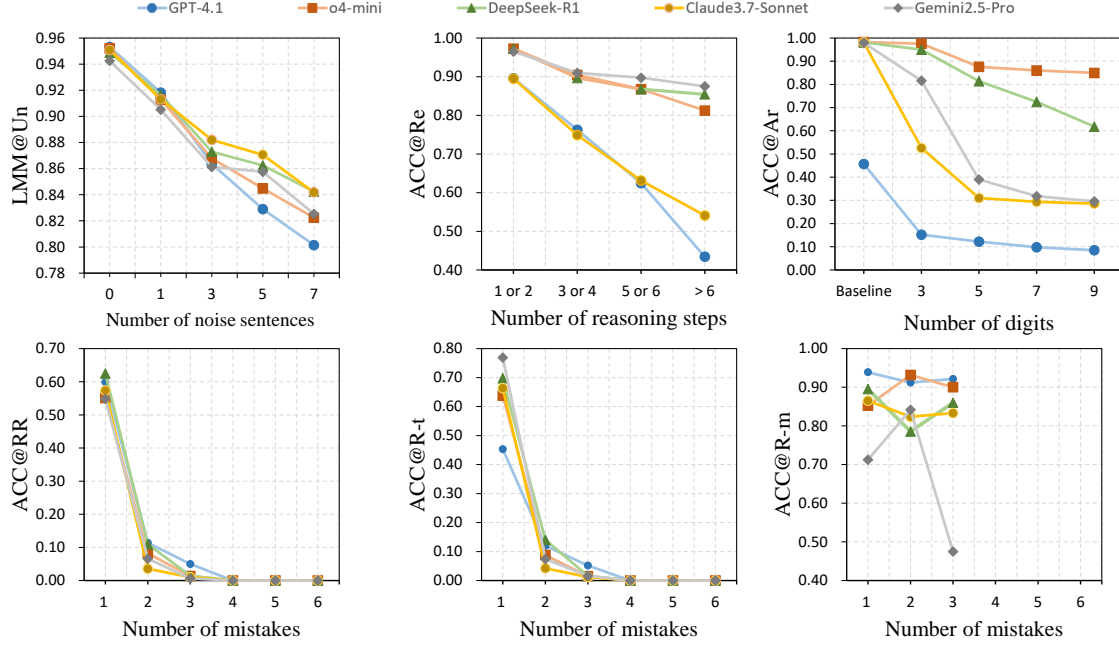 GPT-4.1 o4-mini DeepSeek-R1 Claude3.7-Sonnet Gemini2.5-Pro
LMM@Un
0.96
0.94
0.92
0.90
0.88
0.86
0.84
0.82
0.80
0.78
0 1 3 5 7
Number of noise sentences
ACC@Re
1.00
0.90
0.80
0.70
0.60
0.50
0.40
1 or 2 3 or 4 5 or 6 > 6
Number of reasoning steps
ACC@Ar
1.00
0.90
0.80
0.70
0.60
0.50
0.40
0.30
0.20
0.10
0.00
Baseline 3 5 7 9
Number of digits
ACC@RR
0.70
0.60
0.50
0.40
0.30
0.20
0.10
0.00
1 2 3 4 5 6
Number of mistakes
ACC@R-t
0.80
0.70
0.60
0.50
0.40
0.30
0.20
0.10
0.00
1 2 3 4 5 6
Number of mistakes
ACC@R-m
1.00
0.90
0.80
0.70
0.60
0.50
0.40
1 2 3 4 5 6
Number of mistakes